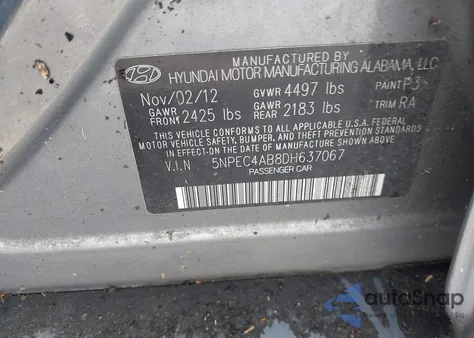 MANUFACTURED BY
HYUNDAI MOTOR MANUFACTURING ALABAMA, LLC
Nov/02/12 GVWR 4497 lbs PAINT P3
GAWR FRONT 2425 lbs GAWR REAR 2183 lbs TRIM RA
THIS VEHICLE CONFORMS TO ALL APPLICABLE U.S. FEDERAL
MOTOR VEHICLE SAFETY, BUMPER, AND THEFT PREVENTION STANDARDS
IN EFFECT ON THE DATE OF MANUFACTURE SHOWN ABOVE.
V.I.N 5NPEC4AB8DH637067
PASSENGER CAR
autoSnap